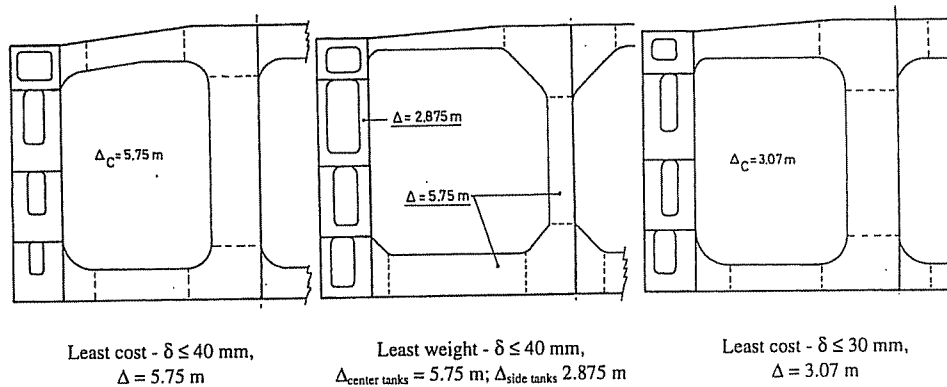 Δ_C = 5,75 m
Δ = 2,875 m
Δ = 5,75 m
Δ_C = 3,07 m
Least cost - δ ≤ 40 mm,
Δ = 5.75 m
Least weight - δ ≤ 40 mm,
Δ_center tanks = 5.75 m; Δ_side tanks 2.875 m
Least cost - δ ≤ 30 mm,
Δ = 3.07 m